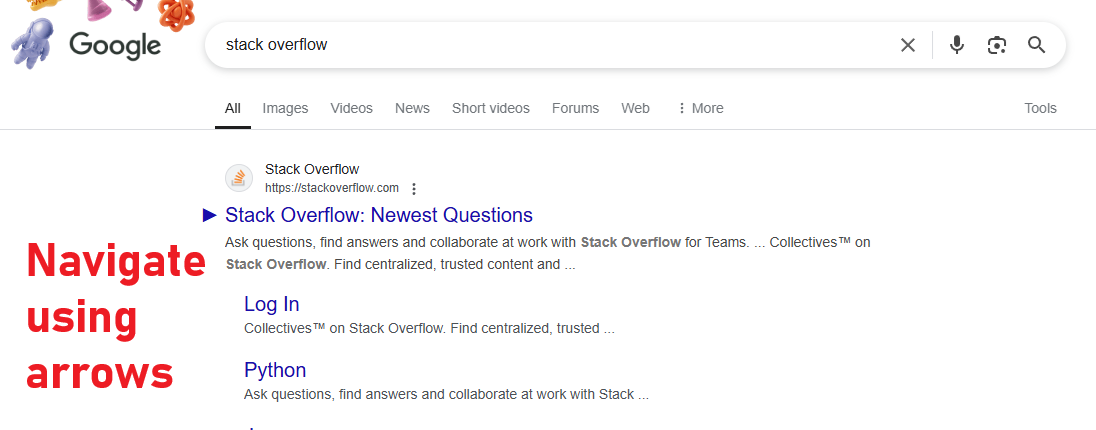 Google
stack overflow
All Images Videos News Short videos Forums Web More Tools
Stack Overflow
https://stackoverflow.com
Stack Overflow: Newest Questions
Ask questions, find answers and collaborate at work with Stack Overflow for Teams. ... Collectives™ on
Stack Overflow. Find centralized, trusted content and ...
Navigate
using
arrows
Log In
Collectives™ on Stack Overflow. Find centralized, trusted ...
Python
Ask questions, find answers and collaborate at work with Stack ...